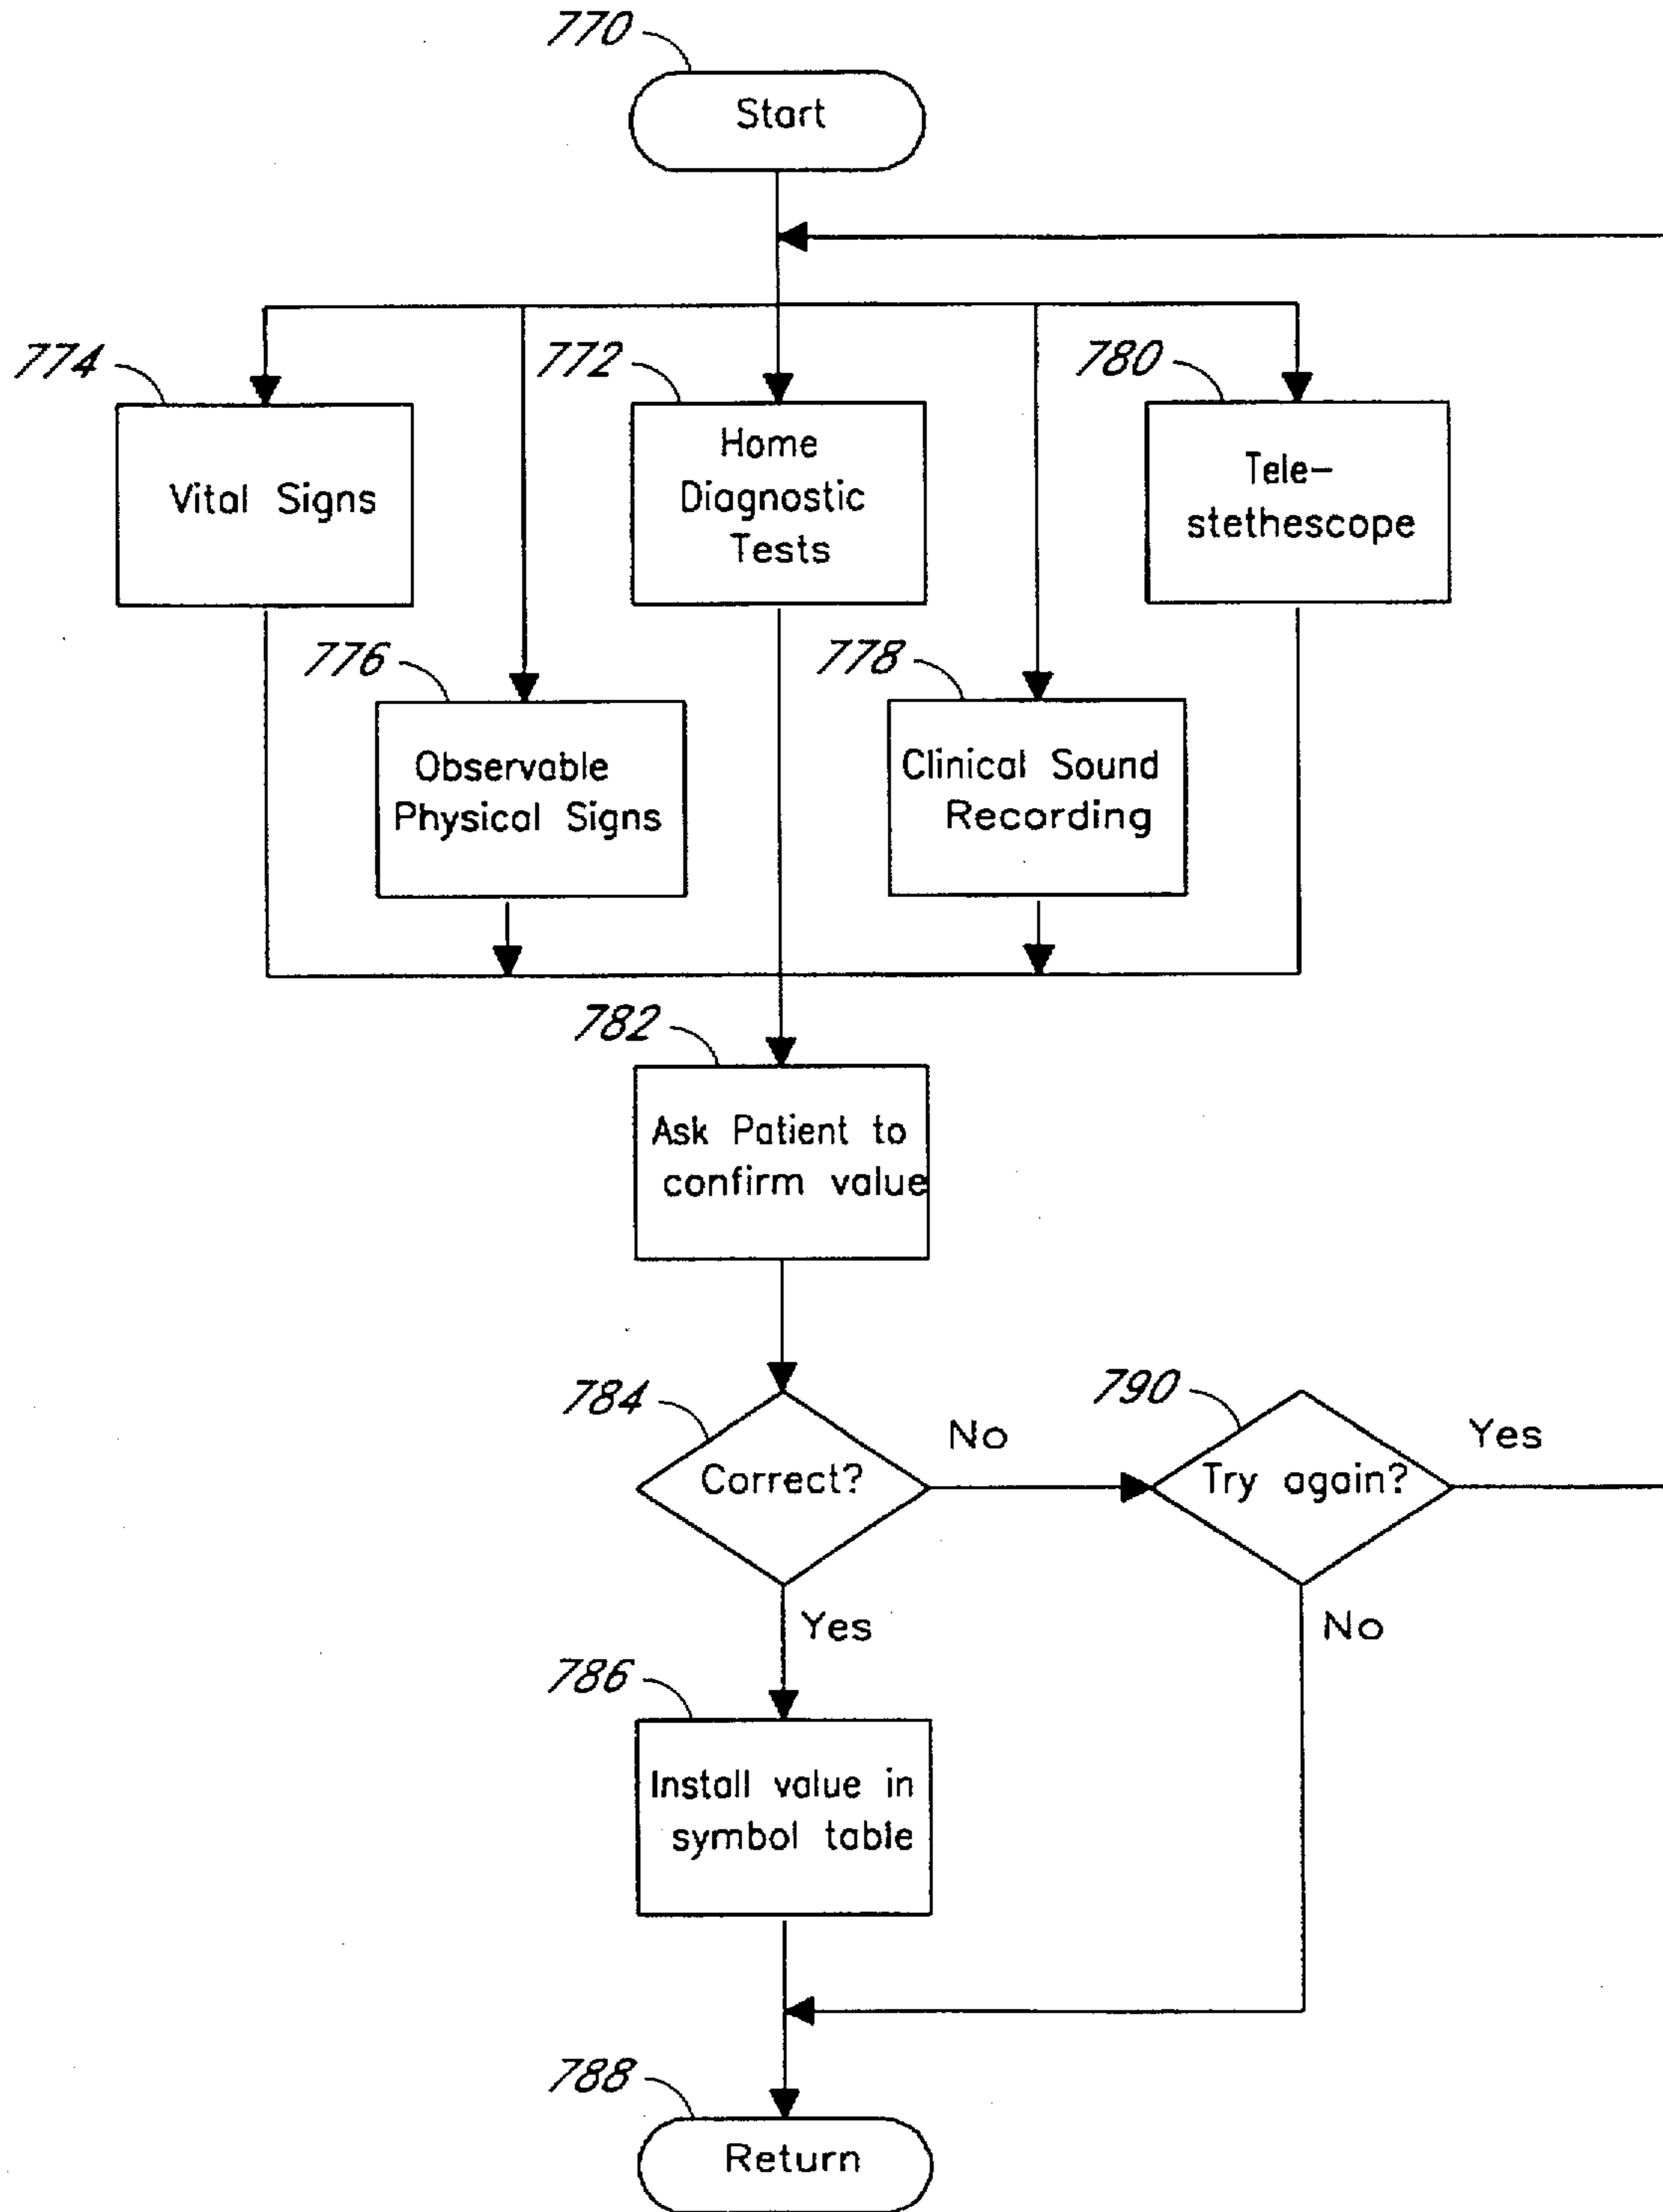 770
Start
774
772
780
Vital Signs
Home
Diagnostic
Tests
Tele-
stethescope
776
778
Observable
Physical Signs
Clinical Sound
Recording
782
Ask Patient to
confirm value
784
Correct?
No
790
Try again?
Yes
Yes
No
786
Install value in
symbol table
788
Return